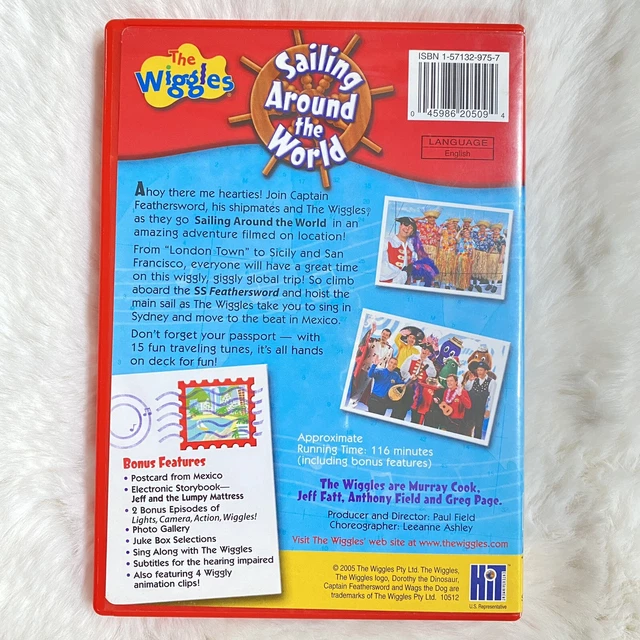 The
Wiggles
Sailing
Around
the
World
ISBN 1-57132-975-7
0 45986 20509 4
LANGUAGE
English
Ahoy there me hearties! Join Captain
Feathersword, his shipmates and The Wiggles,
as they go Sailing Around the World in an
amazing adventure filmed on location!
From "London Town" to Sicily and San
Francisco, everyone will have a great time
on this wiggly, giggly global trip! So climb
aboard the SS Feathersword and hoist the
main sail as The Wiggles take you to sing in
Sydney and move to the beat in Mexico.
Don't forget your passport — with
15 fun traveling tunes, it's all hands
on deck for fun!
Bonus Features
• Postcard from Mexico
• Electronic Storybook—
Jeff and the Lumpy Mattress
• 2 Bonus Episodes of
Lights, Camera, Action, Wiggles!
• Photo Gallery
• Juke Box Selections
• Sing Along with The Wiggles
• Subtitles for the hearing impaired
• Also featuring 4 Wiggly
animation clips!
Approximate
Running Time: 116 minutes
(including bonus features)
The Wiggles are Murray Cook,
Jeff Fatt, Anthony Field and Greg Page.
Producer and Director: Paul Field
Choreographer: Leeanne Ashley
Visit The Wiggles' web site at www.thewiggles.com
© 2005 The Wiggles Pty Ltd. The Wiggles,
The Wiggles logo, Dorothy the Dinosaur,
Captain Feathersword and Wags the Dog are
trademarks of The Wiggles Pty Ltd. 10512
HiT
ENTERTAINMENT
U.S. Representative